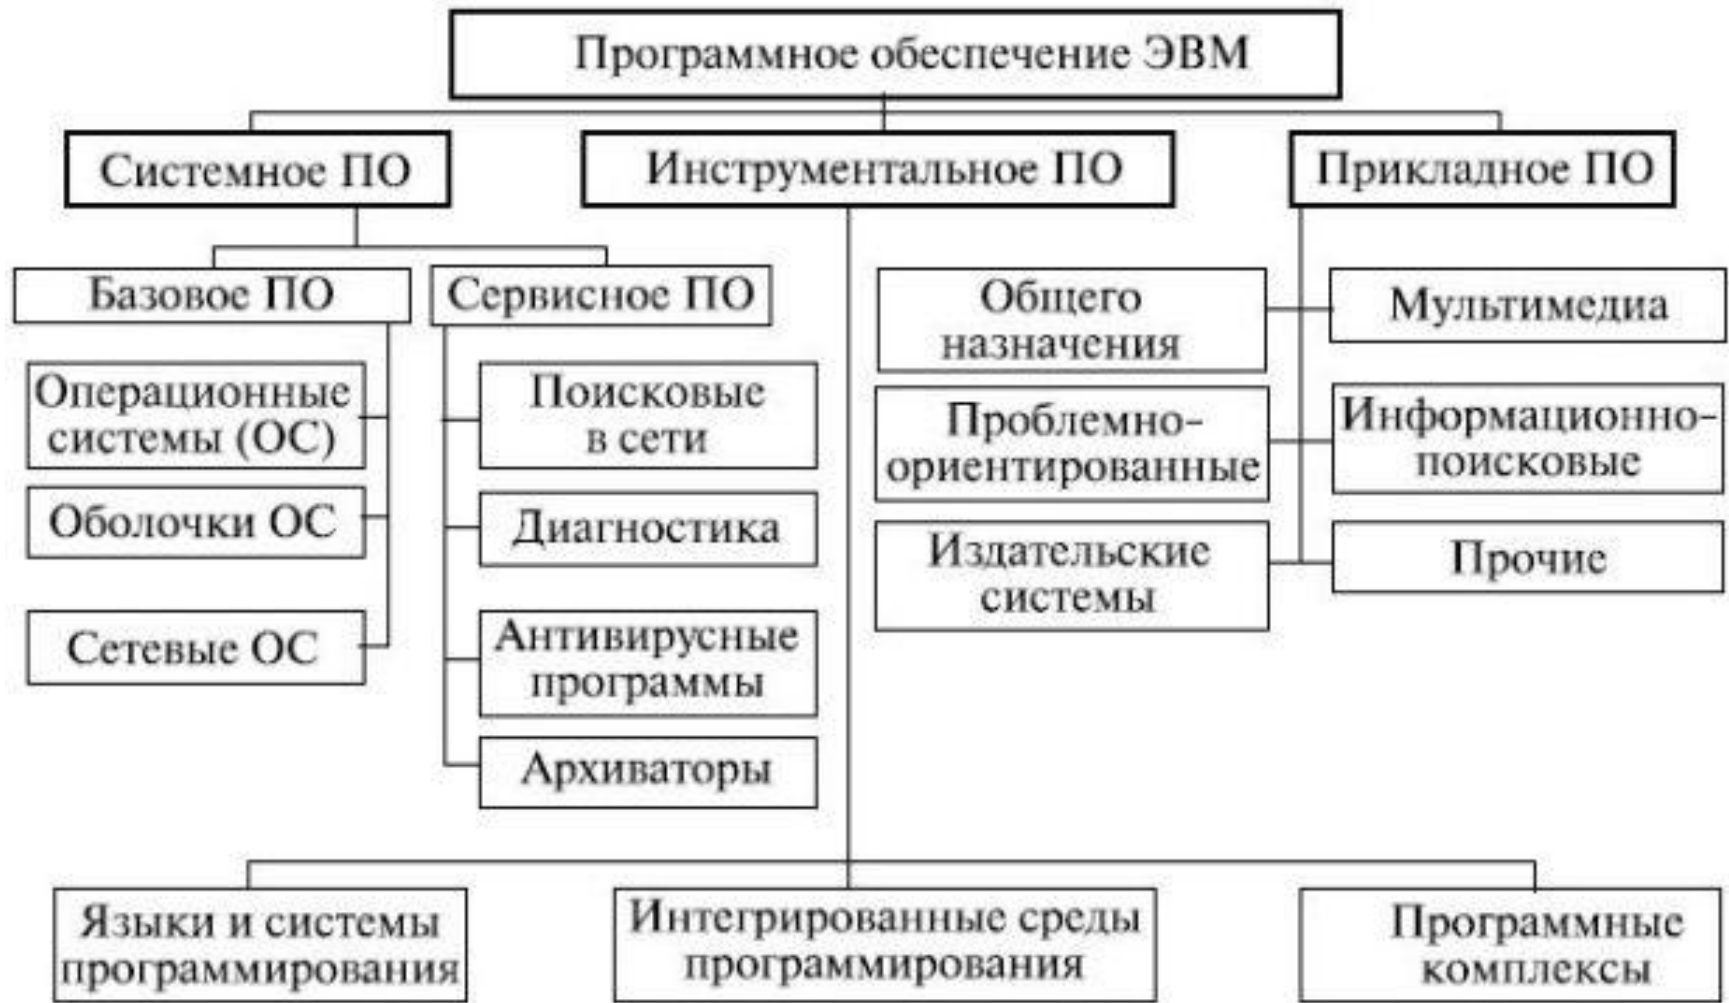 Программное обеспечение ЭВМ
Системное ПО
Инструментальное ПО
Прикладное ПО
Базовое ПО
Сервисное ПО
Операционные
системы (ОС)
Оболочки ОС
Сетевые ОС
Поисковые
в сети
Диагностика
Антивирусные
программы
Архиваторы
Общего
назначения
Проблемно-
ориентированные
Издательские
системы
Мультимедиа
Информационно-
поисковые
Прочие
Языки и системы
программирования
Интегрированные среды
программирования
Программные
комплексы